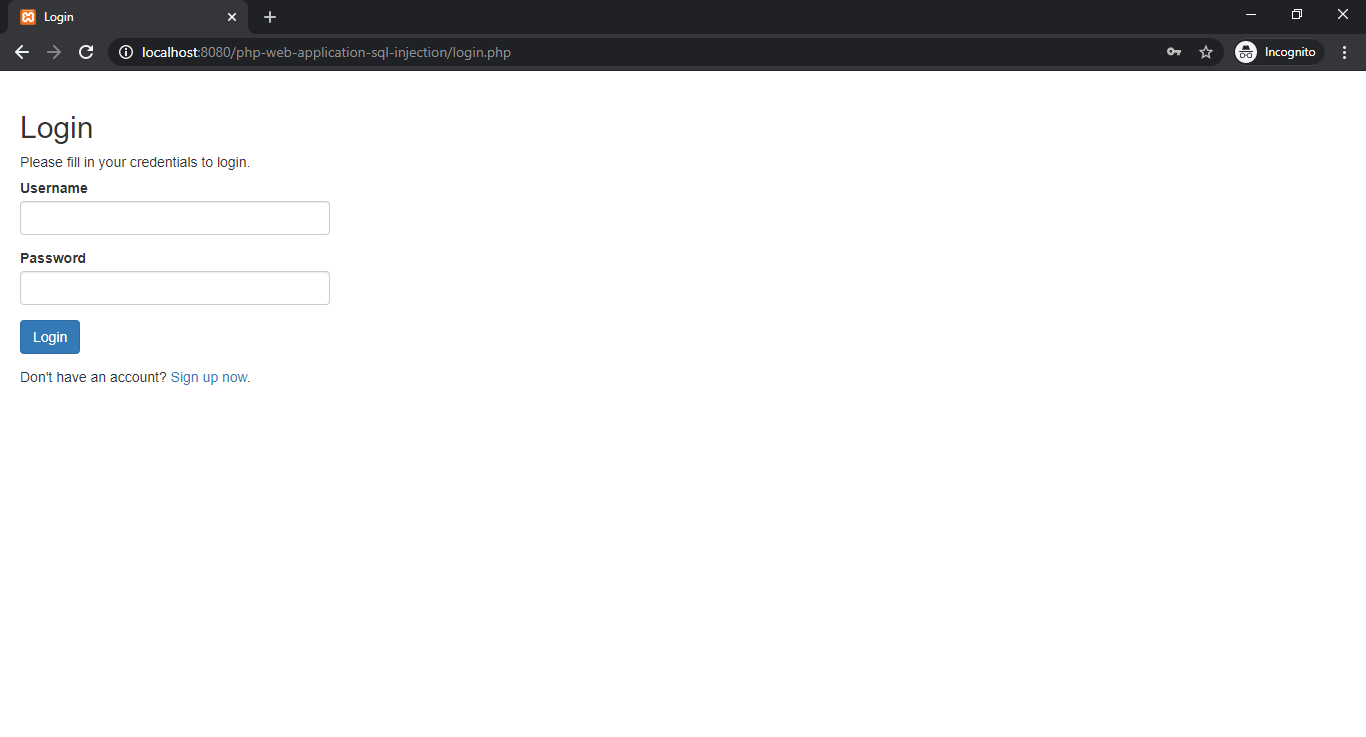 Login
localhost:8080/php-web-application-sql-injection/login.php
Incognito
Login
Please fill in your credentials to login.
Username
Password
Login
Don't have an account? Sign up now.